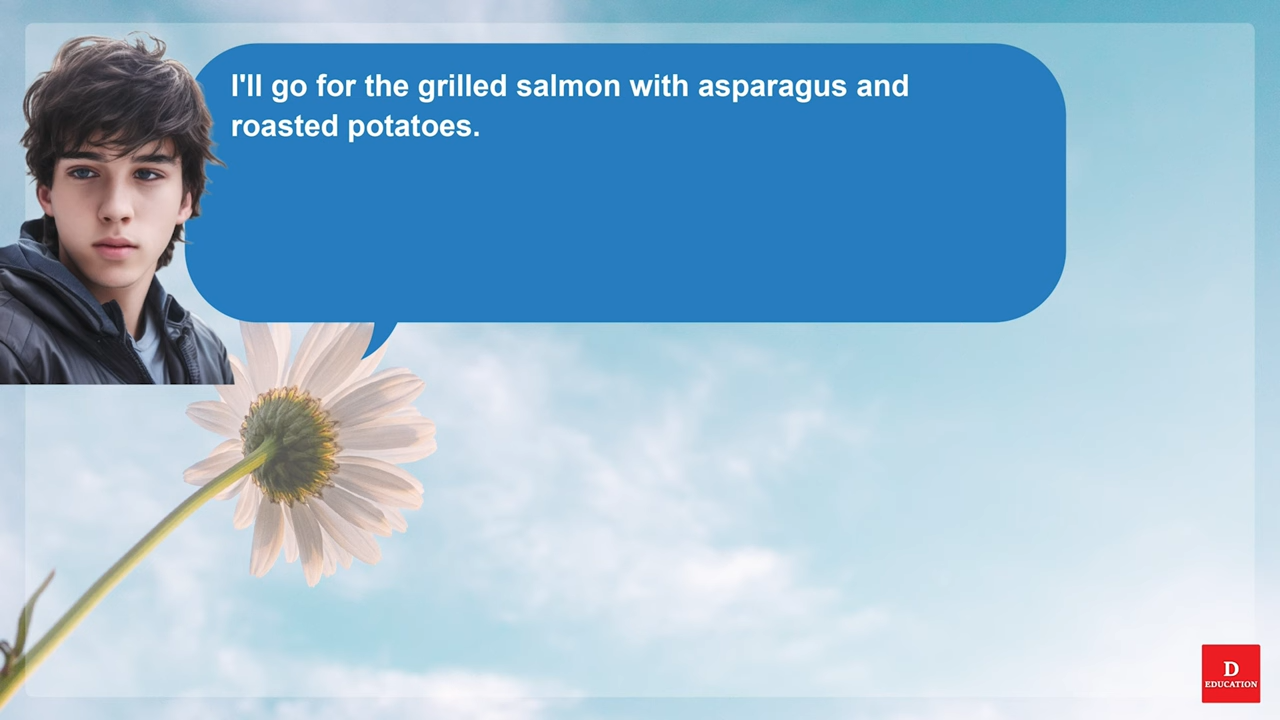 I'll go for the grilled salmon with asparagus and
roasted potatoes.
D
EDUCATION